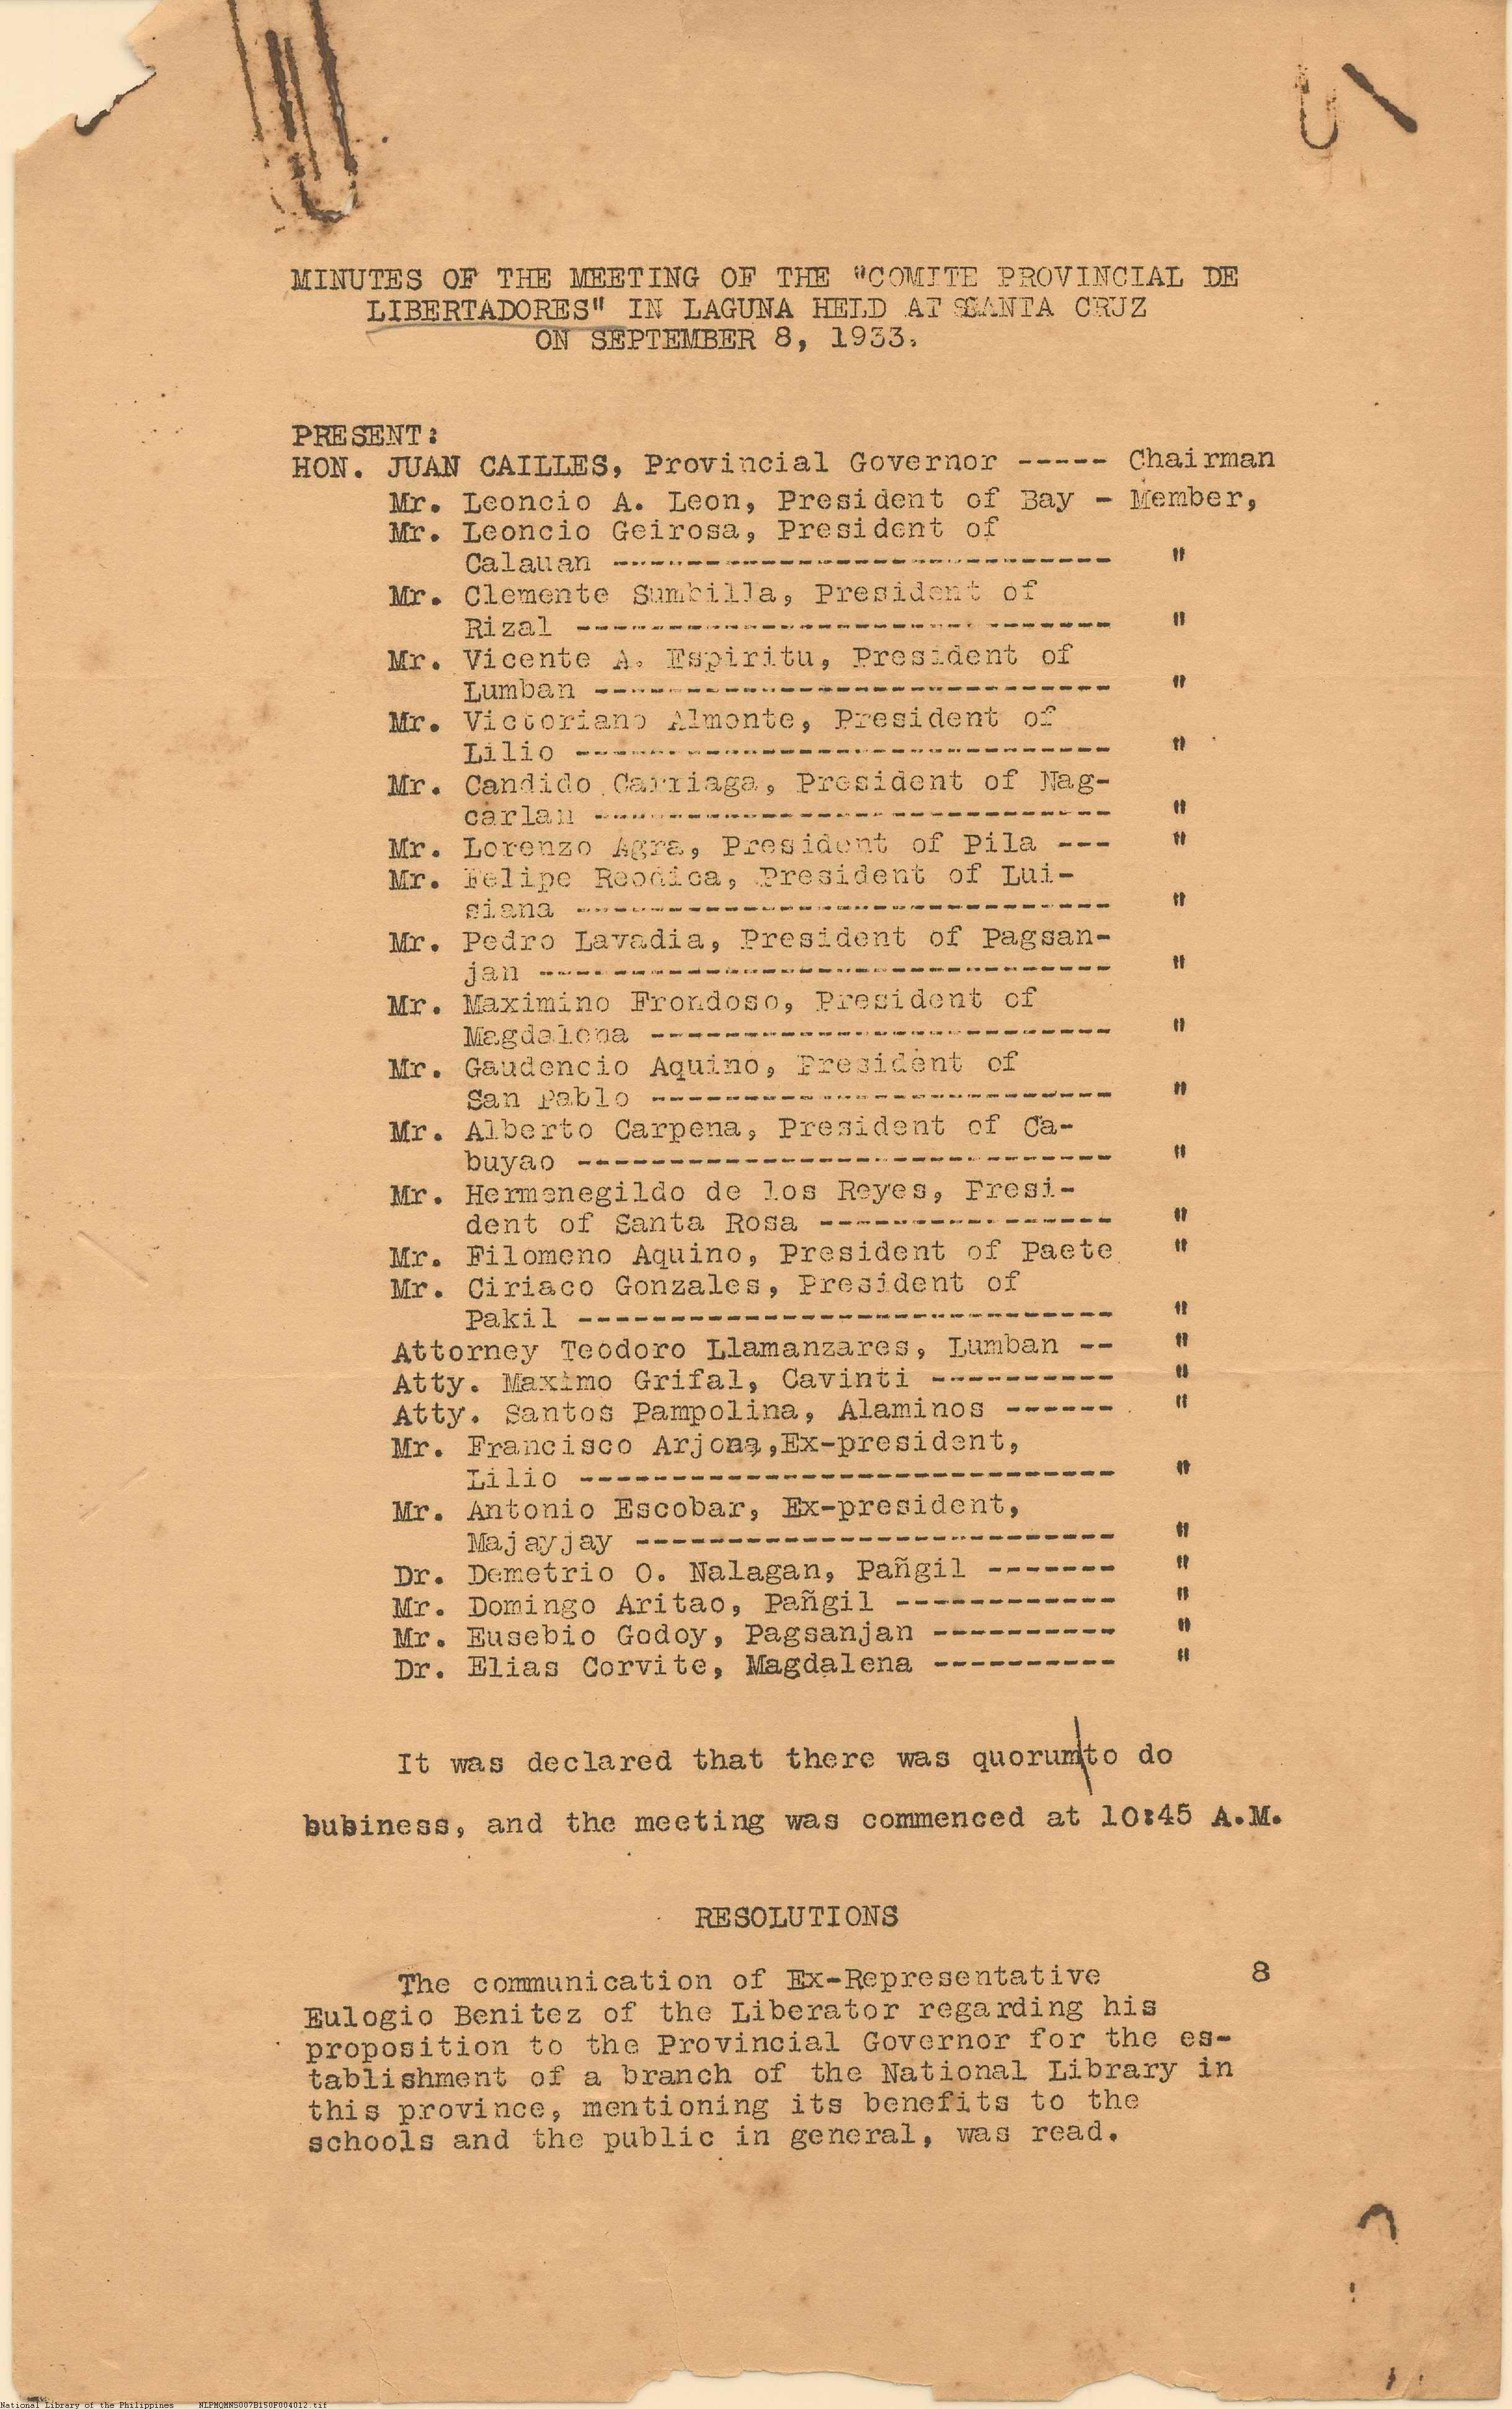 MINUTES OF THE MEETING OF THE "COMITE PROVINCIAL DE
LIBERTADORES" IN LAGUNA HELD AT SANTA CRUZ
ON SEPTEMBER 8, 1933.
PRESENT:
HON. JUAN CAILLES, Provincial Governor ----- Chairman
Mr. Leoncio A. Leon, President of Bay - Member,
Mr. Leoncio Geirosa, President of
Calauan --------------------------- "
Mr. Clemente Sumbilla, President of
Rizal ----------------------------- "
Mr. Vicente A. Espiritu, President of
Lumban ---------------------------- "
Mr. Victoriano Almonte, President of
Lilio ----------------------------- "
Mr. Candido Carriaga, President of Nag-
carlan ---------------------------- "
Mr. Lorenzo Agra, President of Pila --- "
Mr. Felipe Reodica, President of Lui-
siana ----------------------------- "
Mr. Pedro Lavadia, President of Pagsan-
jan ------------------------------- "
Mr. Maximino Frondoso, President of
Magdalena ------------------------- "
Mr. Gaudencio Aquino, President of
San Pablo ------------------------- "
Mr. Alberto Carpena, President of Ca-
buyao ----------------------------- "
Mr. Hermenegildo de los Reyes, Presi-
dent of Santa Rosa ---------------- "
Mr. Filomeno Aquino, President of Paete "
Mr. Ciriaco Gonzales, President of
Pakil ----------------------------- "
Attorney Teodoro Llamanzares, Lumban -- "
Atty. Maximo Grifal, Cavinti ---------- "
Atty. Santos Pampolina, Alaminos ------ "
Mr. Francisco Arjona,Ex-president,
Lilio ----------------------------- "
Mr. Antonio Escobar, Ex-president,
Majayjay -------------------------- "
Dr. Demetrio O. Nalagan, Pañgil ------- "
Mr. Domingo Aritao, Pañgil ------------ "
Mr. Eusebio Godoy, Pagsanjan ---------- "
Dr. Elias Corvite, Magdalena ---------- "
It was declared that there was quorum to do
bubiness, and the meeting was commenced at 10:45 A.M.
RESOLUTIONS
The communication of Ex-Representative 8
Eulogio Benitez of the Liberator regarding his
proposition to the Provincial Governor for the es-
tablishment of a branch of the National Library in
this province, mentioning its benefits to the
schools and the public in general, was read.
National Library of the Philippines NLPMQMNS007B150F004012.tif